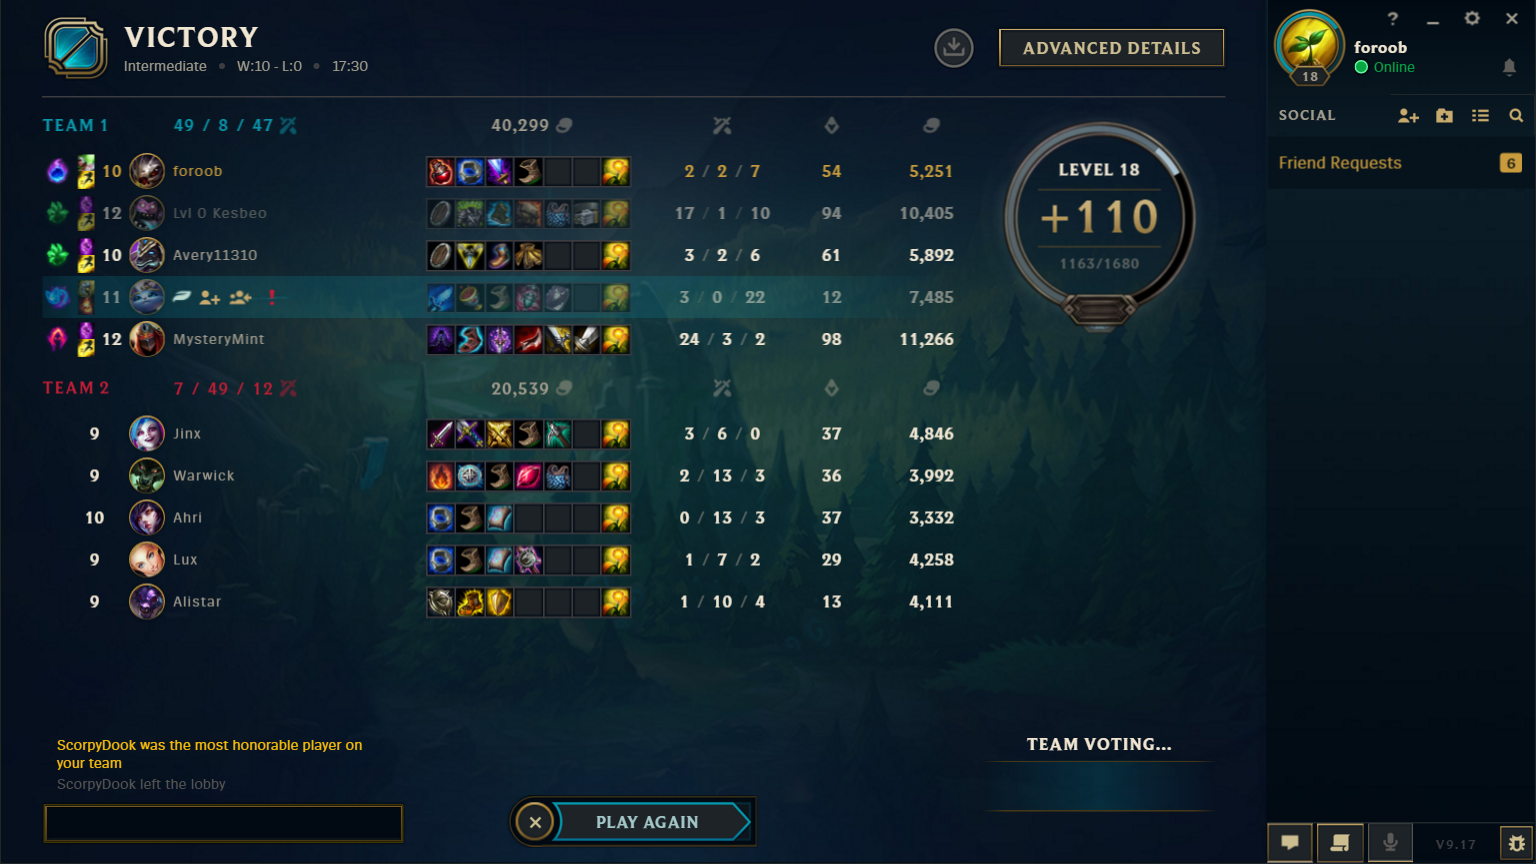 VICTORY
Intermediate • W:10 - L:0 • 17:30
ADVANCED DETAILS
TEAM 1 49 / 8 / 47 40,299
10 foroob 2 / 2 / 7 54 5,251
12 Lvl 0 Kesbeo 17 / 1 / 10 94 10,405
10 Avery11310 3 / 2 / 6 61 5,892
11 3 / 0 / 22 12 7,485
12 MysteryMint 24 / 3 / 2 98 11,266
TEAM 2 7 / 49 / 12 20,539
9 Jinx 3 / 6 / 0 37 4,846
9 Warwick 2 / 13 / 3 36 3,992
10 Ahri 0 / 13 / 3 37 3,332
9 Lux 1 / 7 / 2 29 4,258
9 Alistar 1 / 10 / 4 13 4,111
LEVEL 18
+110
1163/1680
ScorpyDook was the most honorable player on
your team
ScorpyDook left the lobby
PLAY AGAIN
TEAM VOTING...
?
18
foroob
Online
SOCIAL
Friend Requests 6
V9.17